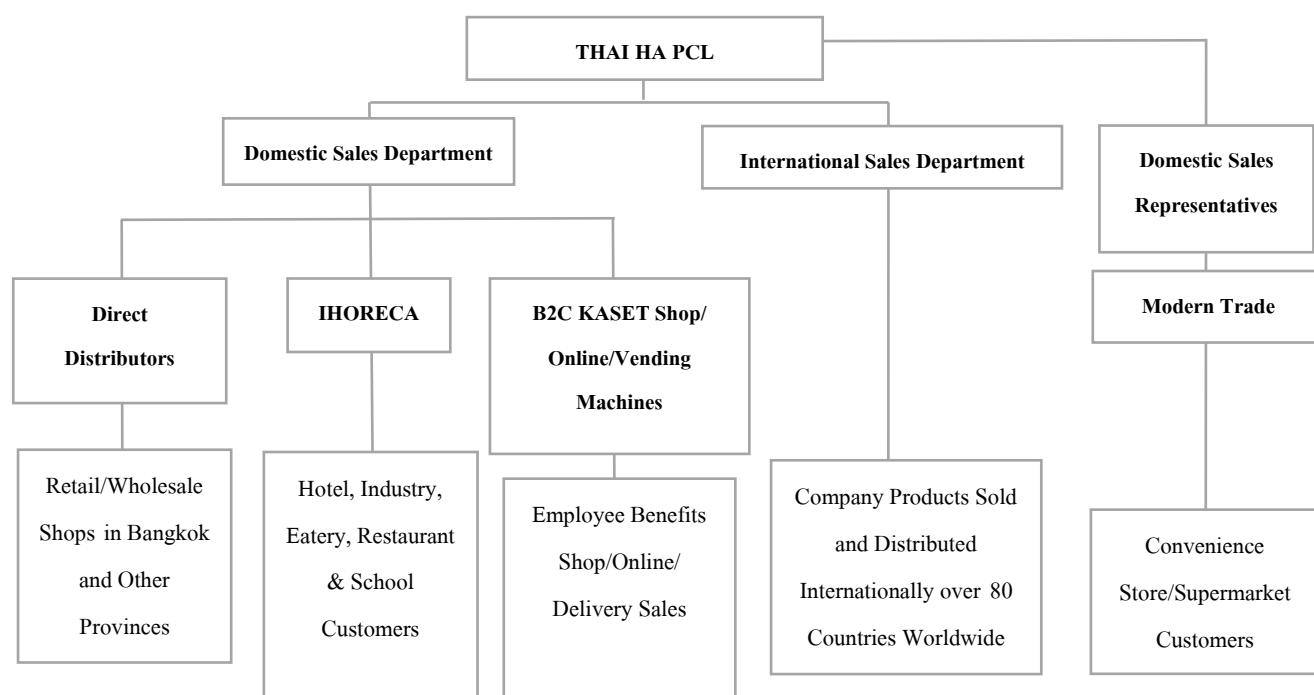 THAI HA PCL
Domestic Sales Department
International Sales Department
Domestic Sales
Representatives
Direct
Distributors
IHORECA
B2C KASET Shop/
Online/Vending
Machines
Modern Trade
Retail/Wholesale
Shops in Bangkok
and Other
Provinces
Hotel, Industry,
Eatery, Restaurant
& School
Customers
Employee Benefits
Shop/Online/
Delivery Sales
Company Products Sold
and Distributed
Internationally over 80
Countries Worldwide
Convenience
Store/Supermarket
Customers